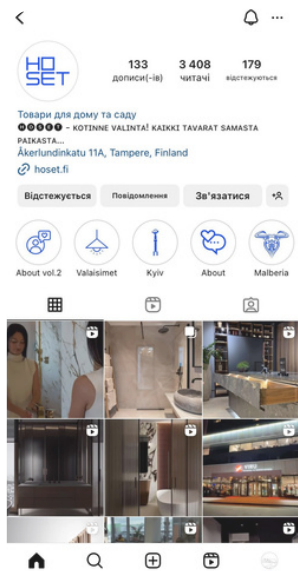 HO
SET
133
дописи(-ів)
3 408
читачі
179
відстежуються
Товари для дому та саду
🅗🅞🅢🅔🅣 - KOTINNE VALINTA! KAIKKI TAVARAT SAMASTA
PAIKASTA...
Åkerlundinkatu 11A, Tampere, Finland
hoset.fi
Відстежується
Повідомлення
Зв'язатися
About vol.2
Valaisimet
Kyiv
About
Malberia